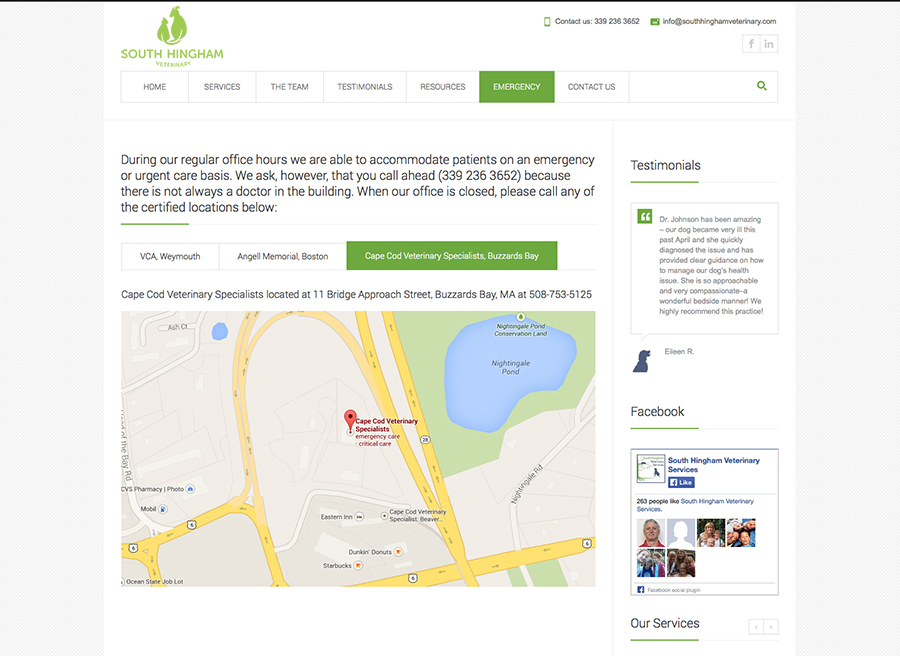 SOUTH HINGHAM
VETERINARY
Contact us: 339 236 3652
info@southhinghamveterinary.com
f in
HOME SERVICES THE TEAM TESTIMONIALS RESOURCES EMERGENCY CONTACT US
During our regular office hours we are able to accommodate patients on an emergency
or urgent care basis. We ask, however, that you call ahead (339 236 3652) because
there is not always a doctor in the building. When our office is closed, please call any of
the certified locations below:
VCA, Weymouth Angell Memorial, Boston Cape Cod Veterinary Specialists, Buzzards Bay
Cape Cod Veterinary Specialists located at 11 Bridge Approach Street, Buzzards Bay, MA at 508-753-5125
Ash Ct
Nightingale Pond
Conservation Land
Nightingale
Pond
Cape Cod Veterinary
Specialists
emergency care
· critical care
28
Head of the Bay Rd
Nightingale Rd
CVS Pharmacy | Photo
Mobil
6
Eastern Inn
Cape Cod Veterinary
Specialist: Beaver...
6
6
Dunkin' Donuts
Starbucks
6
Ocean State Job Lot
Testimonials
Dr. Johnson has been amazing
– our dog became very ill this
past April and she quickly
diagnosed the issue and has
provided clear guidance on how
to manage our dog's health
issue. She is so approachable
and very compassionate–a
wonderful bedside manner! We
highly recommend this practice!
Eileen R.
Facebook
South Hingham Veterinary
Services
Like
263 people like South Hingham Veterinary
Services.
Facebook social plugin
Our Services